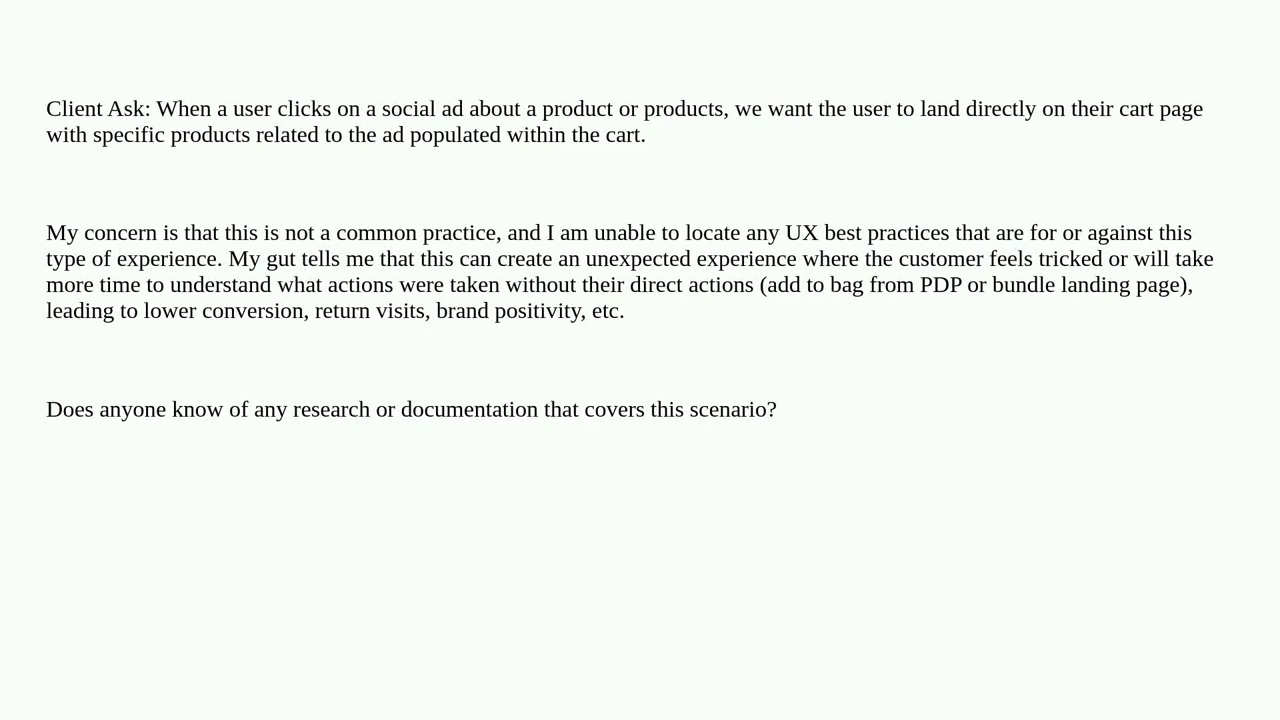 Client Ask: When a user clicks on a social ad about a product or products, we want the user to land directly on their cart page
with specific products related to the ad populated within the cart.
My concern is that this is not a common practice, and I am unable to locate any UX best practices that are for or against this
type of experience. My gut tells me that this can create an unexpected experience where the customer feels tricked or will take
more time to understand what actions were taken without their direct actions (add to bag from PDP or bundle landing page),
leading to lower conversion, return visits, brand positivity, etc.
Does anyone know of any research or documentation that covers this scenario?